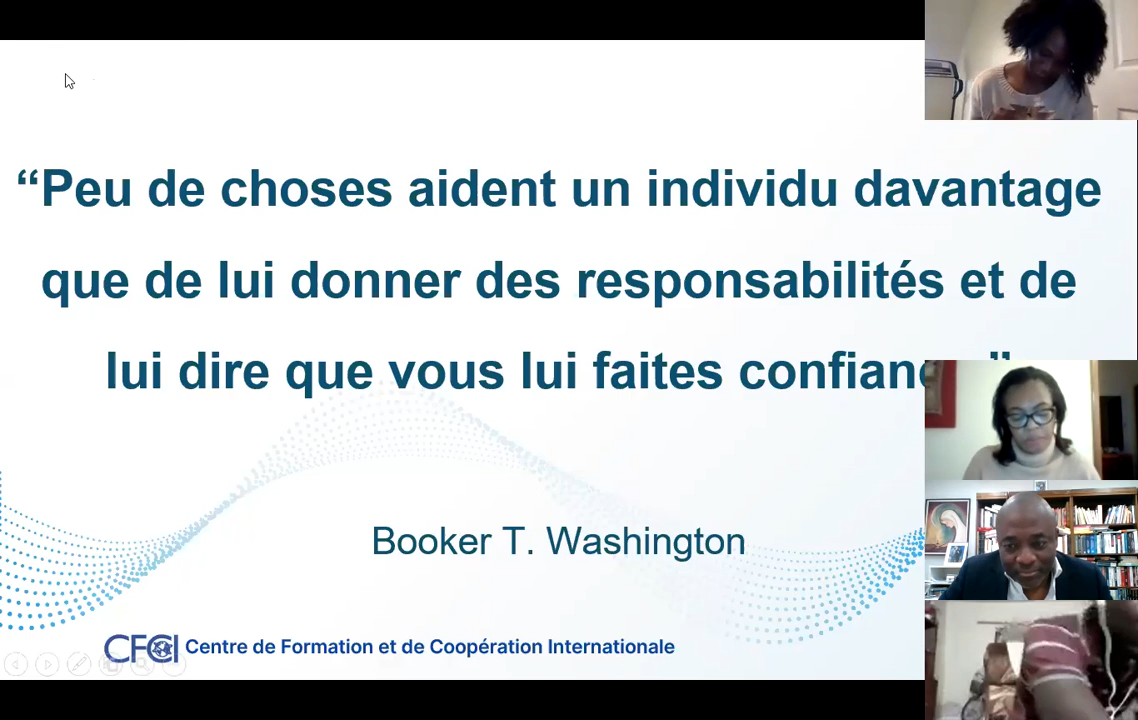 “Peu de choses aident un individu davantage
que de lui donner des responsabilités et de
lui dire que vous lui faites
Booker T. Washington
CFCI Centre de Formation et de Coopération Internationale